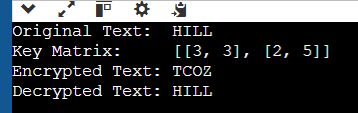 Original Text: HILL
Key Matrix: [[3, 3], [2, 5]]
Encrypted Text: TCOZ
Decrypted Text: HILL